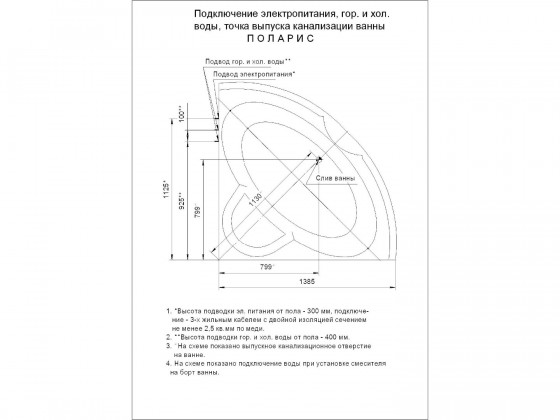 Подключение электропитания, гор. и хол.
воды, точка выпуска канализации ванны
ПОЛАРИС
Подвод гор. и хол. воды**
Подвод электропитания*
100**
1125*
925**
799
1130
Слив ванны
799
1385
1. *Высота подводки эл. питания от пола - 300 мм, подключе-
ние - 3-х жильным кабелем с двойной изоляцией сечением
не менее 2,5 кв.мм по меди.
2. **Высота подводки гор. и хол. воды от пола - 400 мм.
3. На схеме показано выпускное канализационное отверстие
на ванне.
4. На схеме показано подключение воды при установке смесителя
на борт ванны.